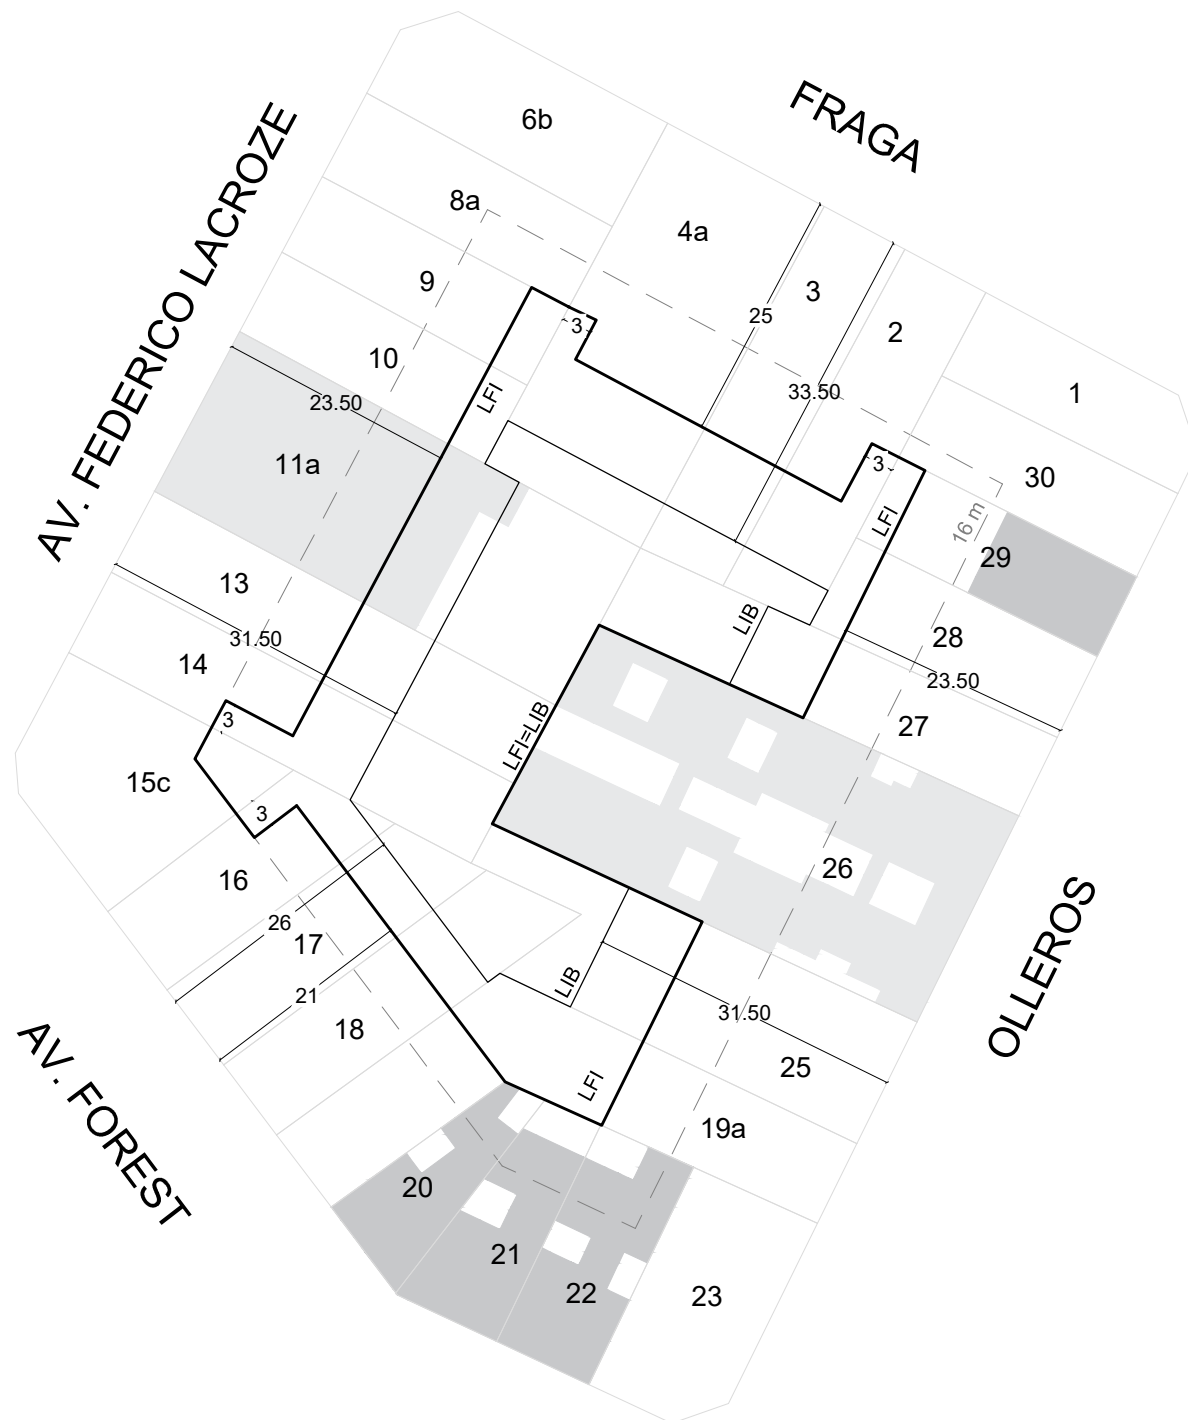 FRAGA
AV. FEDERICO LACROZE
6b
8a
4a
9
3
2
3
25
10
33.50
1
LFI
23.50
11a
3
30
LFI
16 m
29
13
LIB
31.50
28
14
23.50
3
LFI=LIB
27
15c
3
26
16
26
17
LIB
21
31.50
18
OLLEROS
25
LFI
AV. FOREST
19a
20
21
22
23